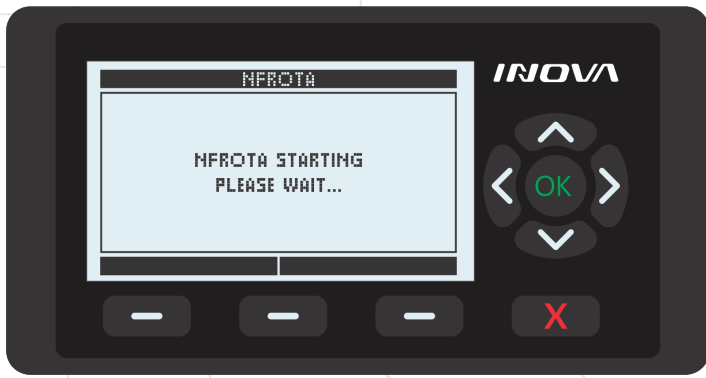 NFROTA
INOVA
NFROTA STARTING
PLEASE WAIT...
OK
X